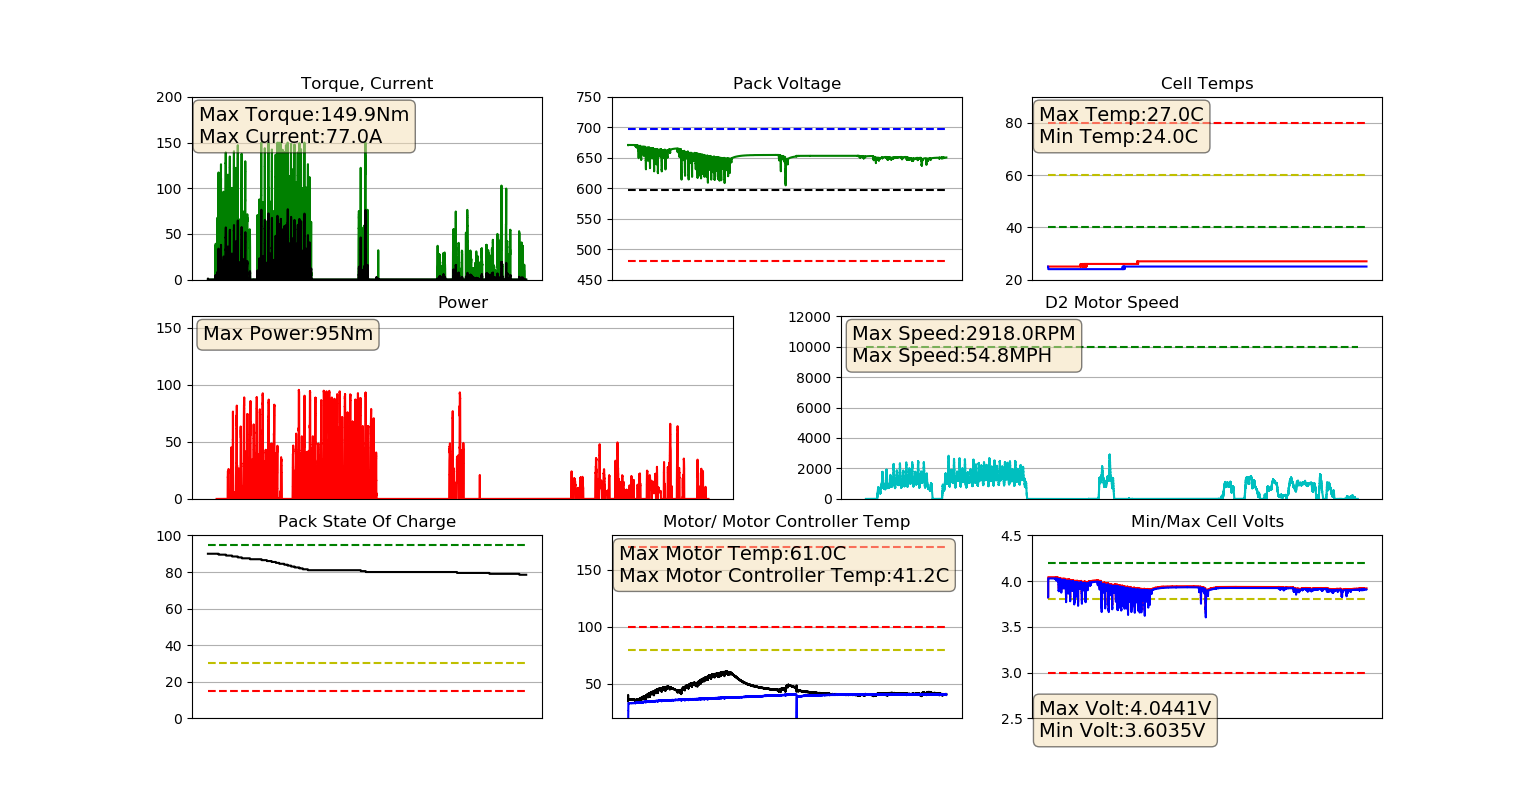 Torque, Current
200
150
100
50
0
Max Torque:149.9Nm
Max Current:77.0A
Pack Voltage
750
700
650
600
550
500
450
Cell Temps
80
60
40
20
Max Temp:27.0C
Min Temp:24.0C
Power
150
100
50
0
Max Power:95Nm
D2 Motor Speed
12000
10000
8000
6000
4000
2000
0
Max Speed:2918.0RPM
Max Speed:54.8MPH
Pack State Of Charge
100
80
60
40
20
0
Motor/ Motor Controller Temp
150
100
50
Max Motor Temp:61.0C
Max Motor Controller Temp:41.2C
Min/Max Cell Volts
4.5
4.0
3.5
3.0
2.5
Max Volt:4.0441V
Min Volt:3.6035V